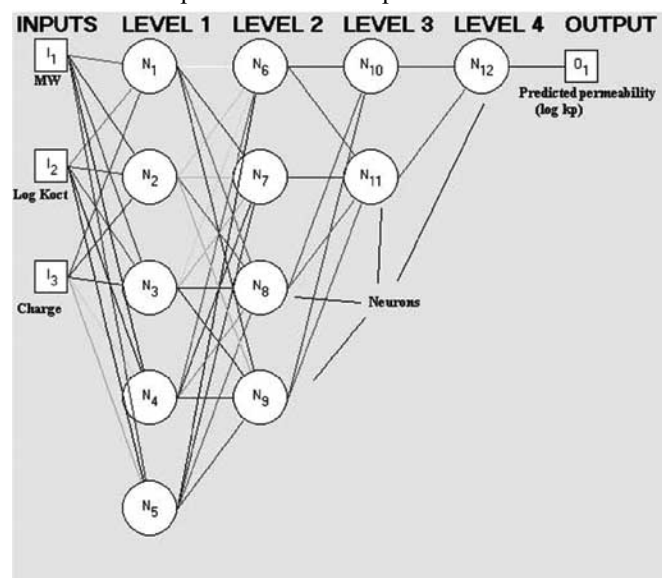 INPUTS LEVEL 1 LEVEL 2 LEVEL 3 LEVEL 4 OUTPUT
I1 N1 N6 N10 N12 O1
MW
Predicted permeability
(log kp)
I2 N2 N7 N11
Log Koct
I3 N3 N8
Charge
Neurons
N4 N9
N5